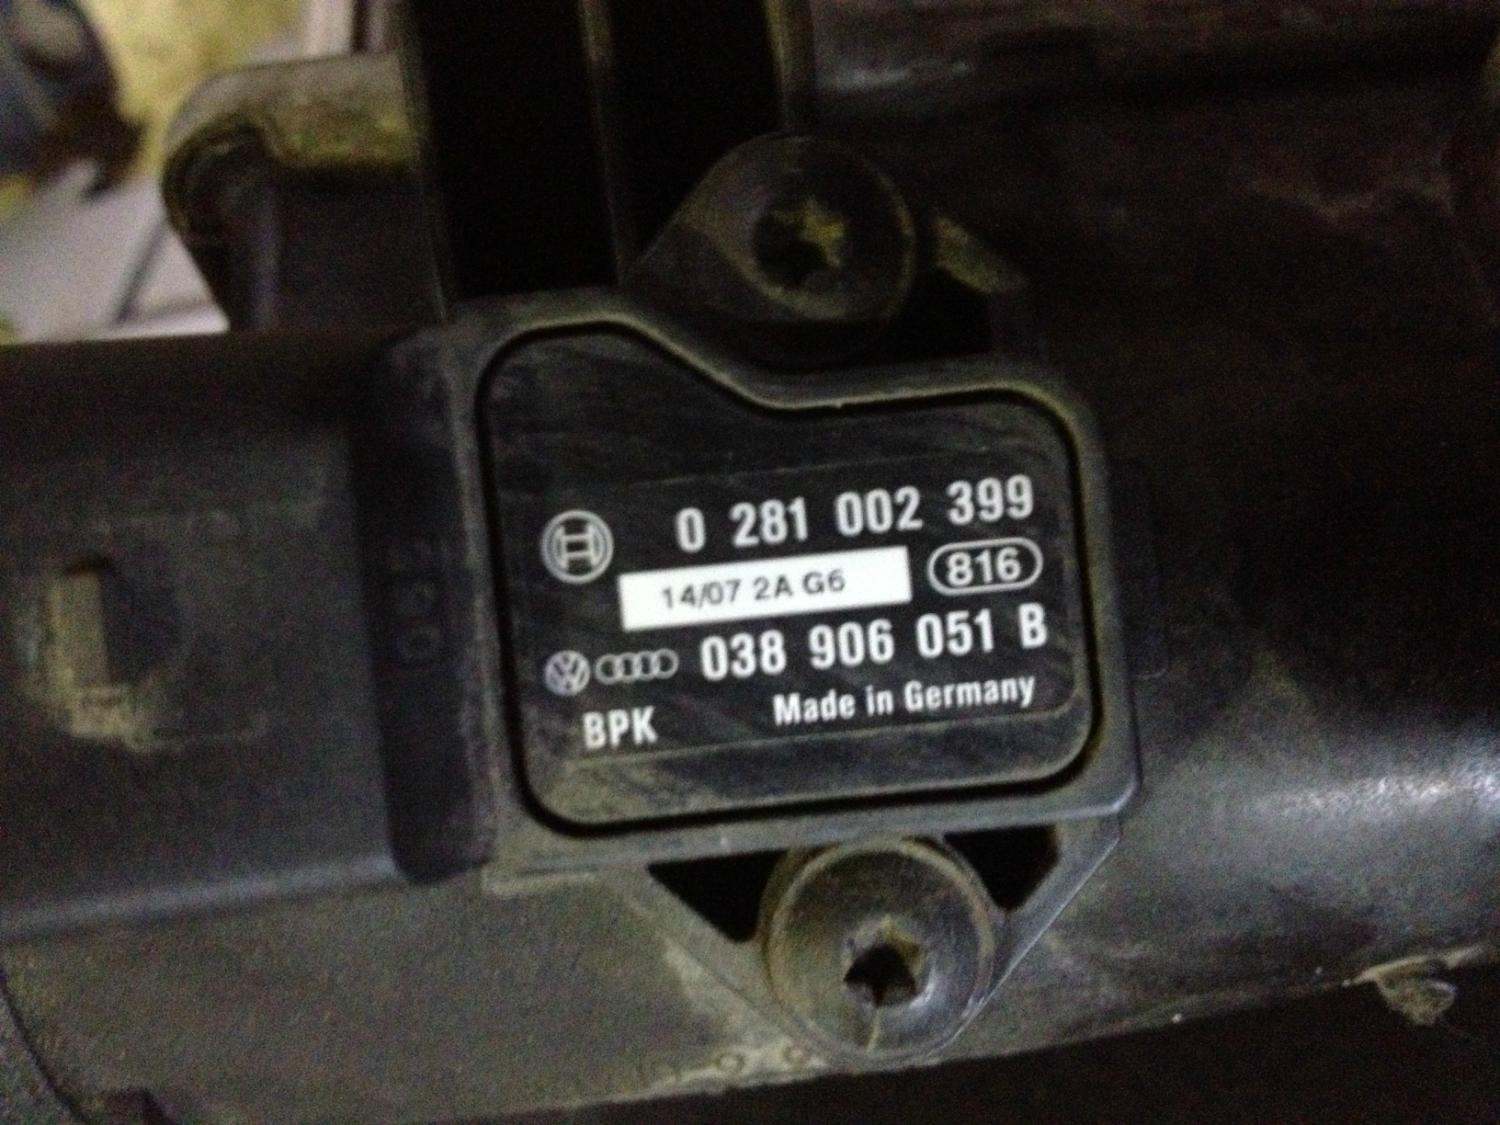 0 281 002 399
14/07 2A G6
816
038 906 051 B
Made in Germany
BPK